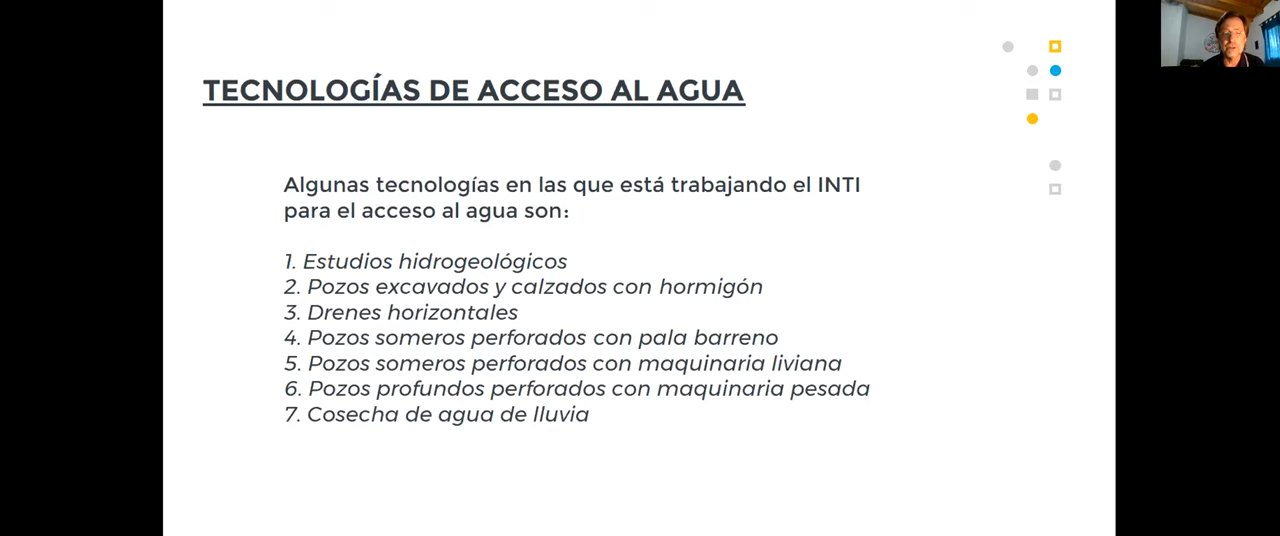 TECNOLOGÍAS DE ACCESO AL AGUA
Algunas tecnologías en las que está trabajando el INTI
para el acceso al agua son:
1. Estudios hidrogeológicos
2. Pozos excavados y calzados con hormigón
3. Drenes horizontales
4. Pozos someros perforados con pala barreno
5. Pozos someros perforados con maquinaria liviana
6. Pozos profundos perforados con maquinaria pesada
7. Cosecha de agua de lluvia